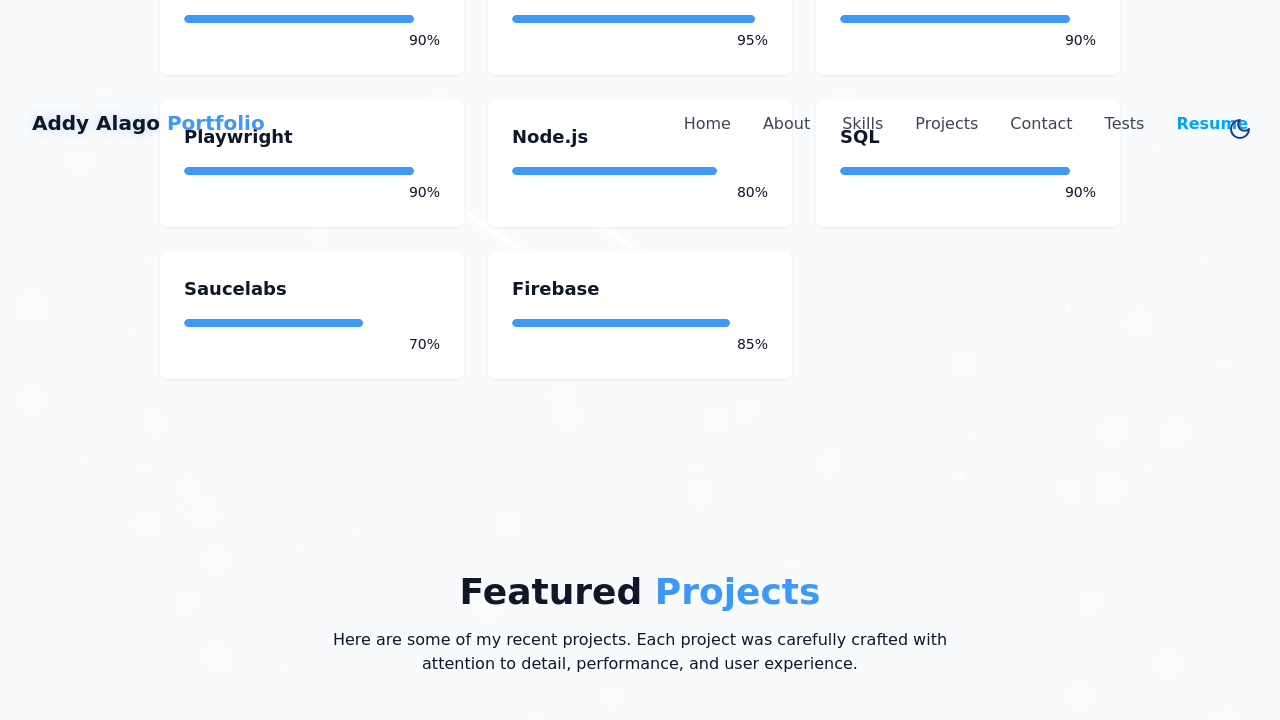 90%
95%
90%
Addy Alago Portfolio
Home
About
Skills
Projects
Contact
Tests
Resume
Playwright
90%
Node.js
80%
SQL
90%
Saucelabs
70%
Firebase
85%
Featured Projects
Here are some of my recent projects. Each project was carefully crafted with
attention to detail, performance, and user experience.